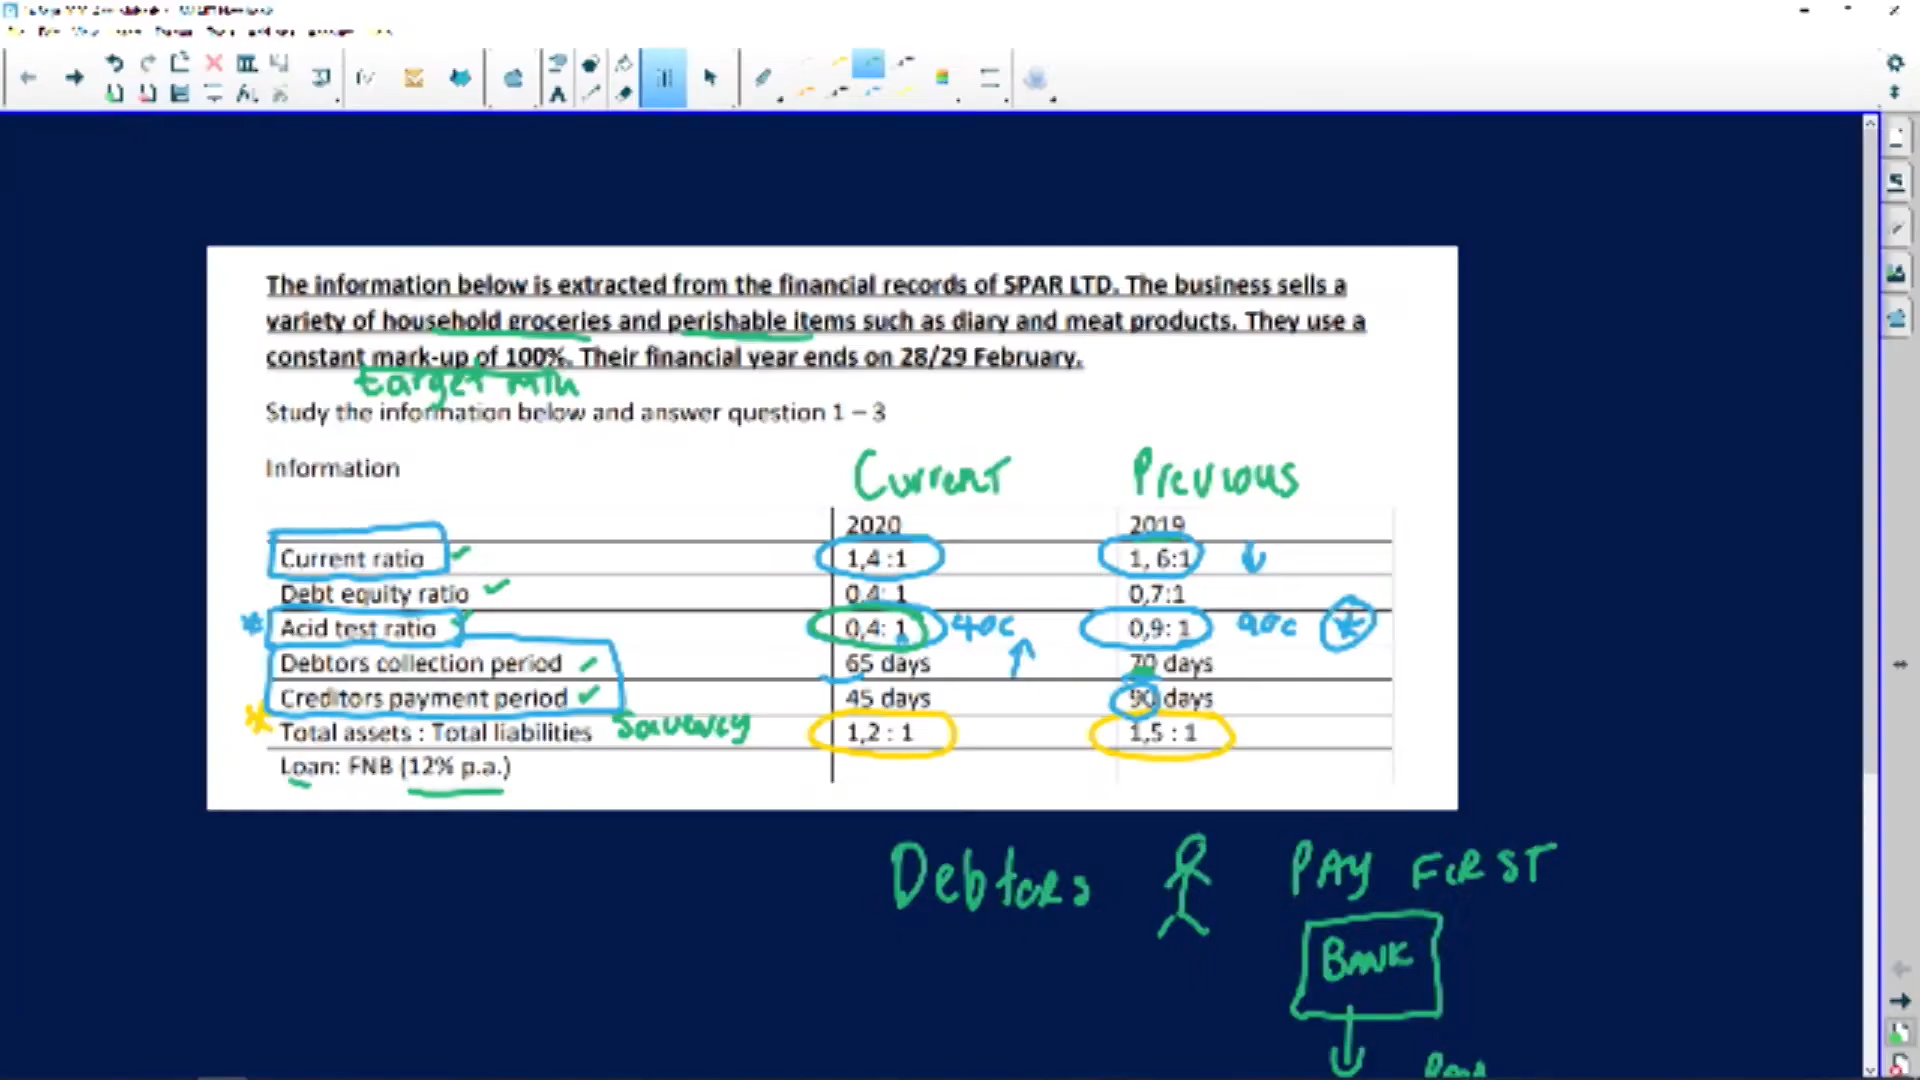 The information below is extracted from the financial records of SPAR LTD. The business sells a
variety of household groceries and perishable items such as diary and meat products. They use a
constant mark-up of 100%. Their financial year ends on 28/29 February.
target
Study the information below and answer question 1 – 3
Information
Current Previous
2020 2019
Current ratio 1,4 :1 1, 6:1
Debt equity ratio 0,4: 1 0,7:1
Acid test ratio 0,4: 1 40c 0,9: 1 90c
Debtors collection period 65 days 70 days
Creditors payment period 45 days 90 days
Total assets : Total liabilities 1,2 : 1 1,5 : 1
Loan: FNB (12% p.a.)
Debtors PAY FIRST
BANK